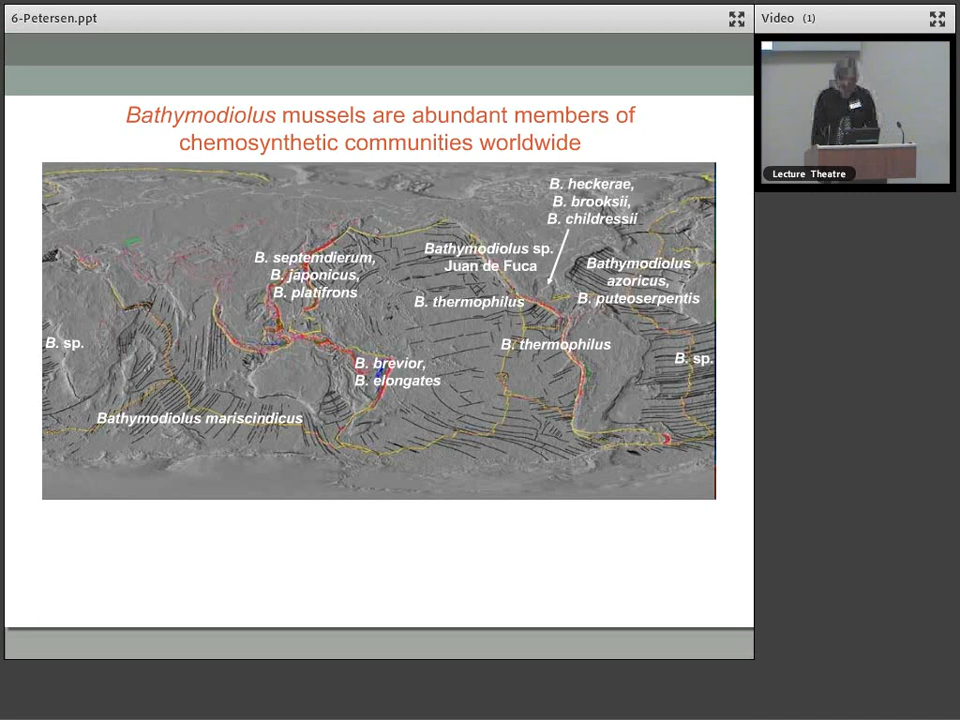 6-Petersen.ppt
Video (1)
Lecture Theatre
Bathymodiolus mussels are abundant members of
chemosynthetic communities worldwide
B. heckerae,
B. brooksii,
B. childressii
Bathymodiolus sp.
Juan de Fuca
B. septemdierum,
B. japonicus,
B. platifrons
Bathymodiolus
azoricus,
B. puteoserpentis
B. thermophilus
B. sp.
B. thermophilus
B. sp.
B. brevior,
B. elongates
Bathymodiolus mariscindicus